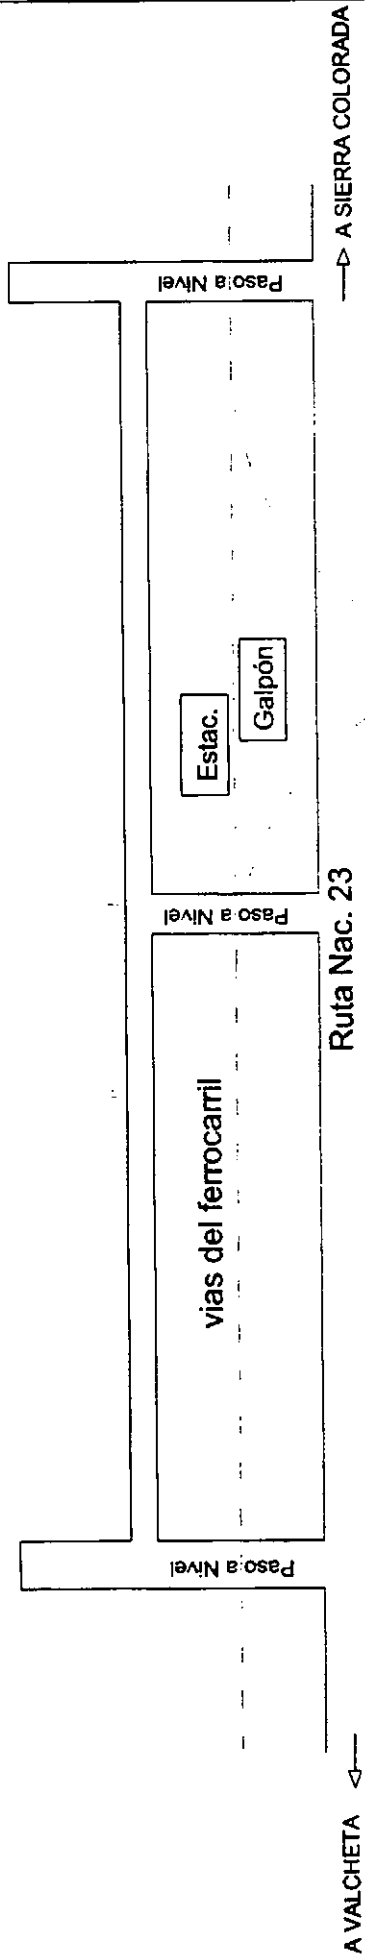 Paso a Nivel
Paso a Nivel
Paso a Nivel
Estac.
Galpón
vias del ferrocarril
Ruta Nac. 23
A VALCHETA
A SIERRA COLORADA